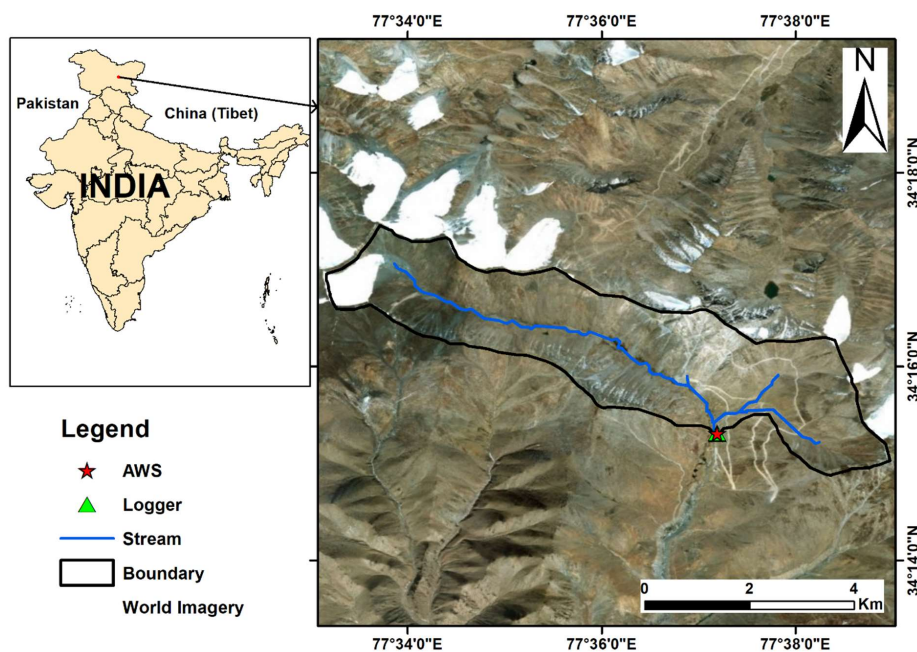 77°34'0"E 77°36'0"E 77°38'0"E
Pakistan
China (Tibet)
INDIA
N
34°18'0"N
34°16'0"N
34°14'0"N
Legend
AWS
Logger
Stream
Boundary
World Imagery
0 2 4
Km
77°34'0"E 77°36'0"E 77°38'0"E